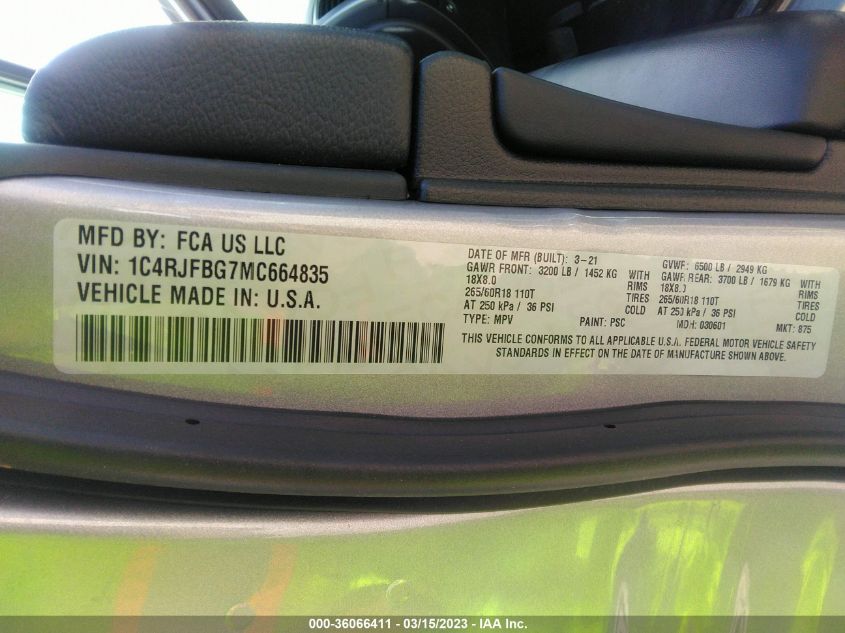 MFD BY: FCA US LLC
VIN: 1C4RJFBG7MC664835
VEHICLE MADE IN: U.S.A.
DATE OF MFR (BUILT): 3-21
GAWR FRONT: 3200 LB / 1452 KG WITH
18X8.0 RIMS
265/60R18 110T TIRES
AT 250 kPa / 36 PSI COLD
TYPE: MPV PAINT: PSC
GVWR: 6500 LB / 2949 KG
GAWR REAR: 3700 LB / 1679 KG WITH
18X8.0 RIMS
265/60R18 110T TIRES
AT 250 kPa / 36 PSI COLD
MDH: 030601 MKT: 875
THIS VEHICLE CONFORMS TO ALL APPLICABLE U.S.A. FEDERAL MOTOR VEHICLE SAFETY
STANDARDS IN EFFECT ON THE DATE OF MANUFACTURE SHOWN ABOVE.
000-36066411 - 03/15/2023 - IAA Inc.